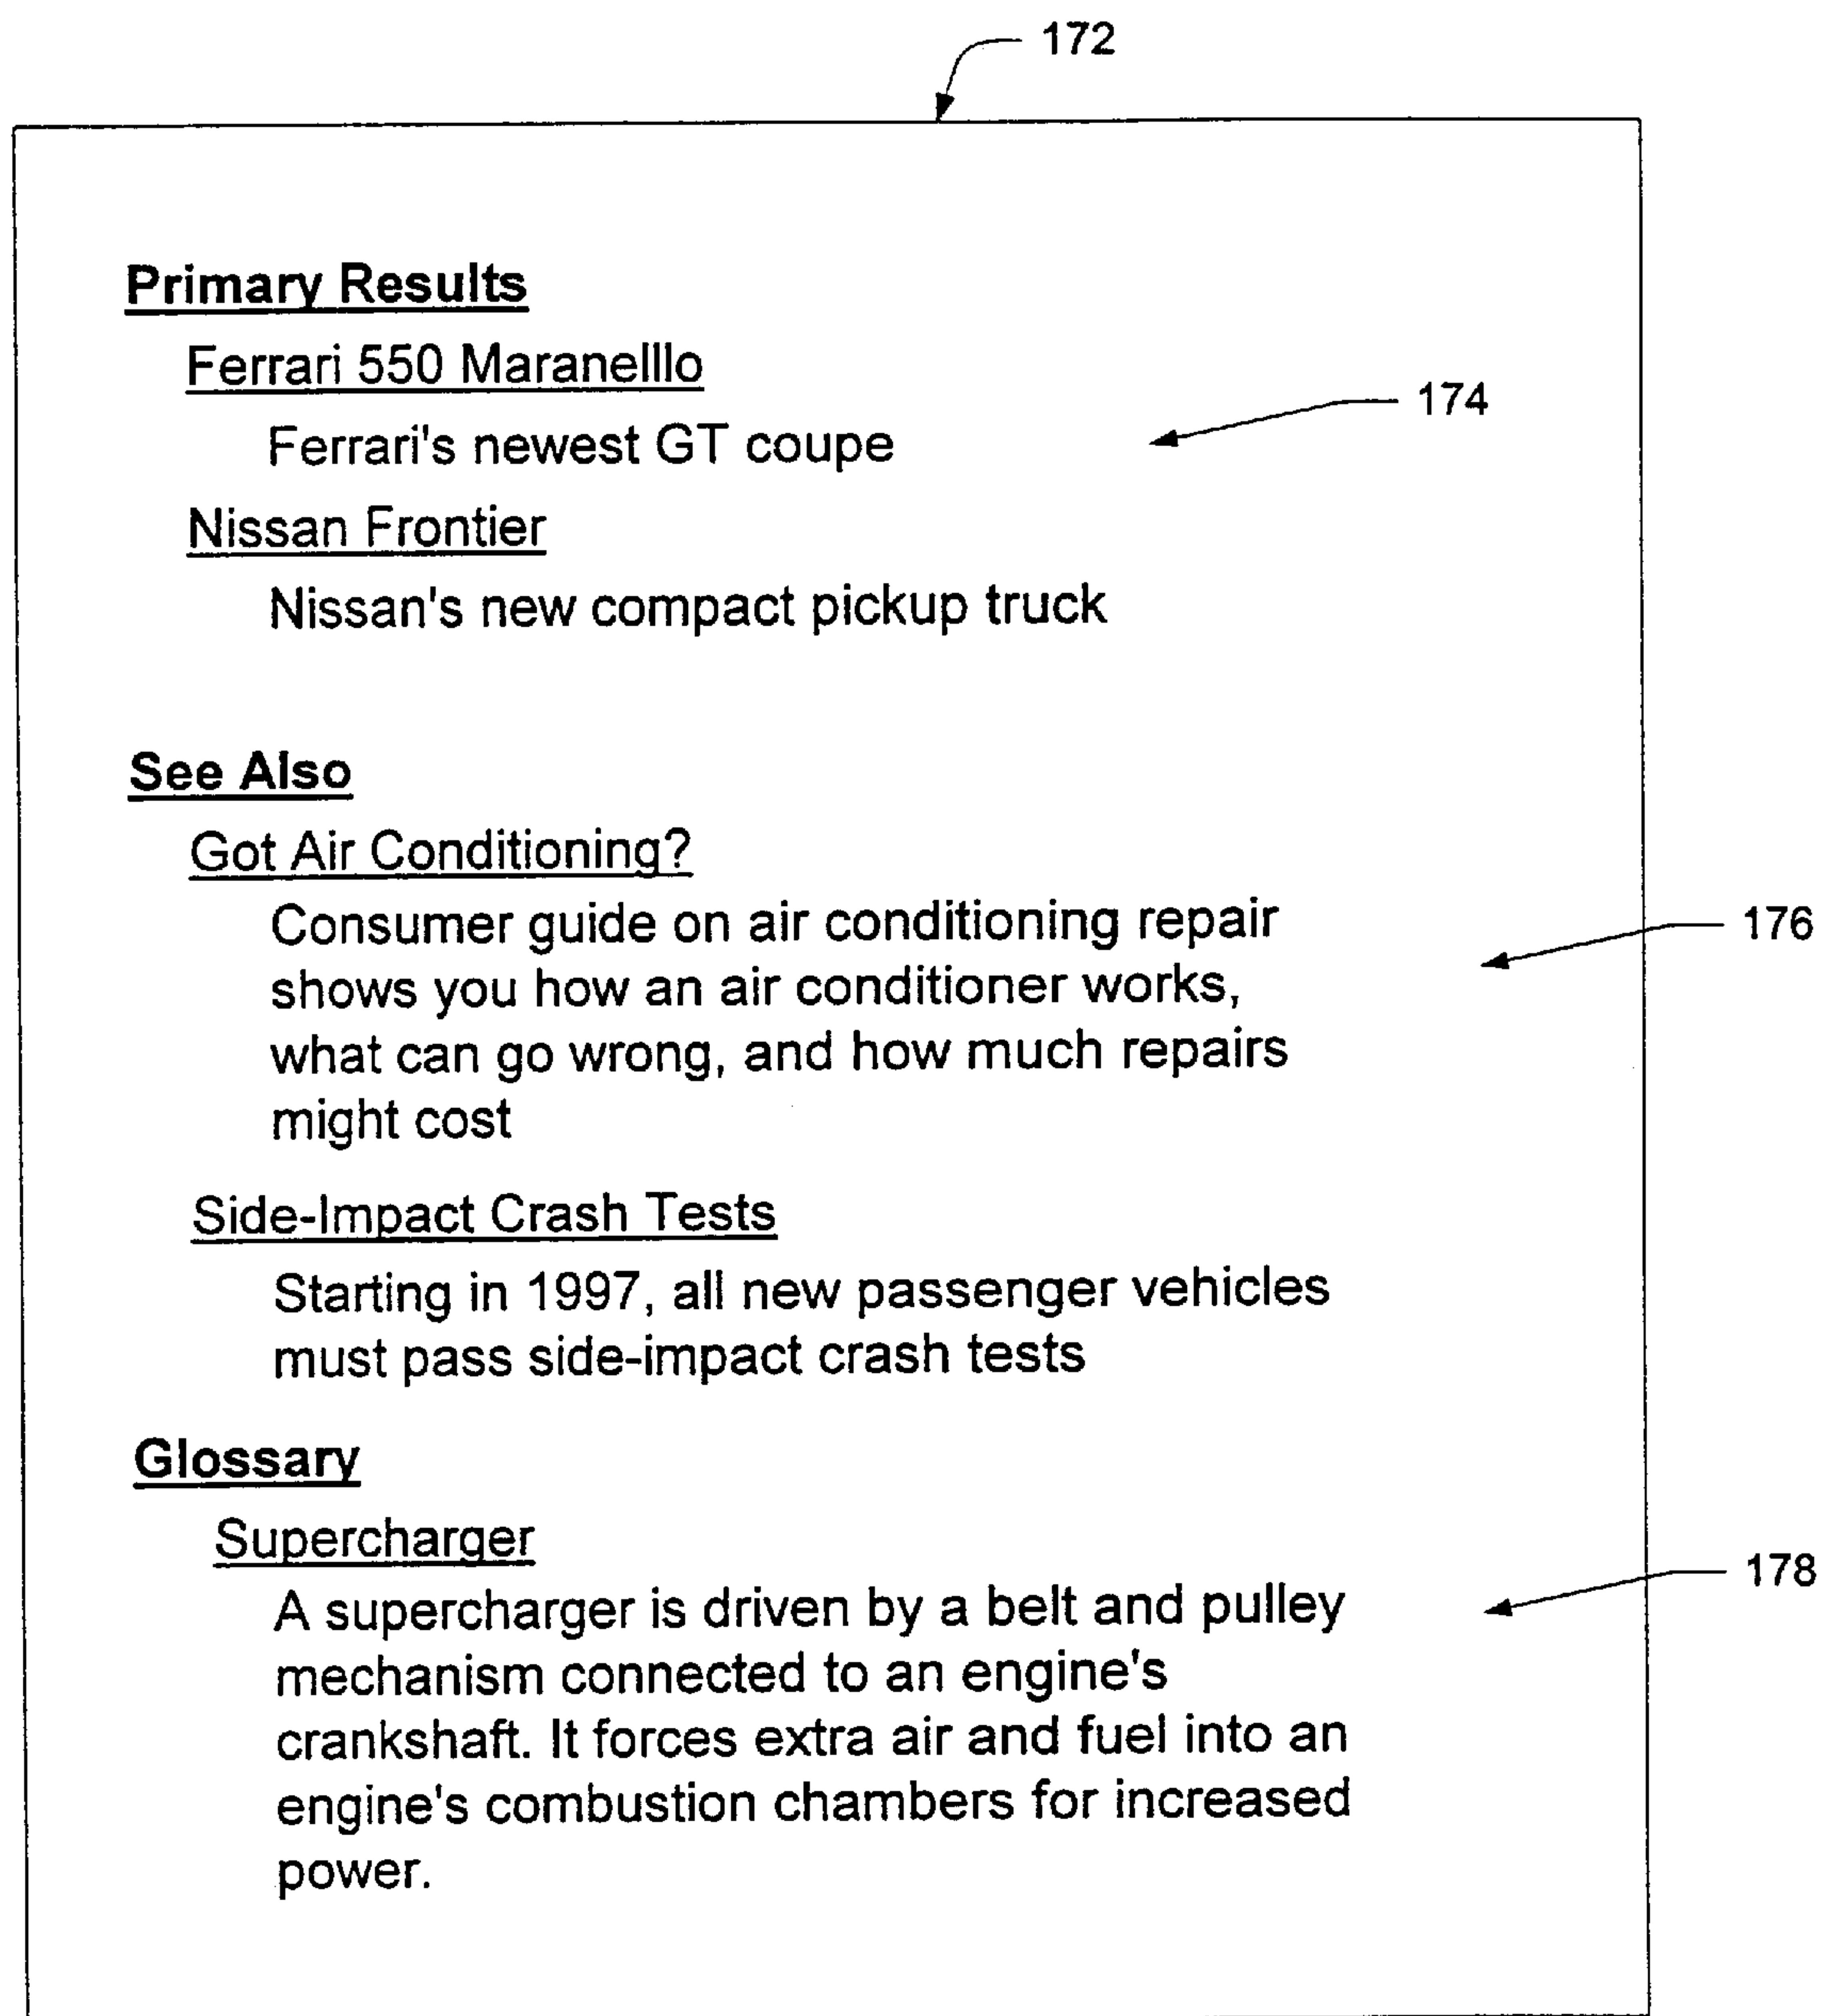 172
Primary Results
Ferrari 550 Maranelllo
174
Ferrari's newest GT coupe
Nissan Frontier
Nissan's new compact pickup truck
See Also
Got Air Conditioning?
Consumer guide on air conditioning repair
176
shows you how an air conditioner works,
what can go wrong, and how much repairs
might cost
Side-Impact Crash Tests
Starting in 1997, all new passenger vehicles
must pass side-impact crash tests
Glossary
Supercharger
178
A supercharger is driven by a belt and pulley
mechanism connected to an engine's
crankshaft. It forces extra air and fuel into an
engine's combustion chambers for increased
power.